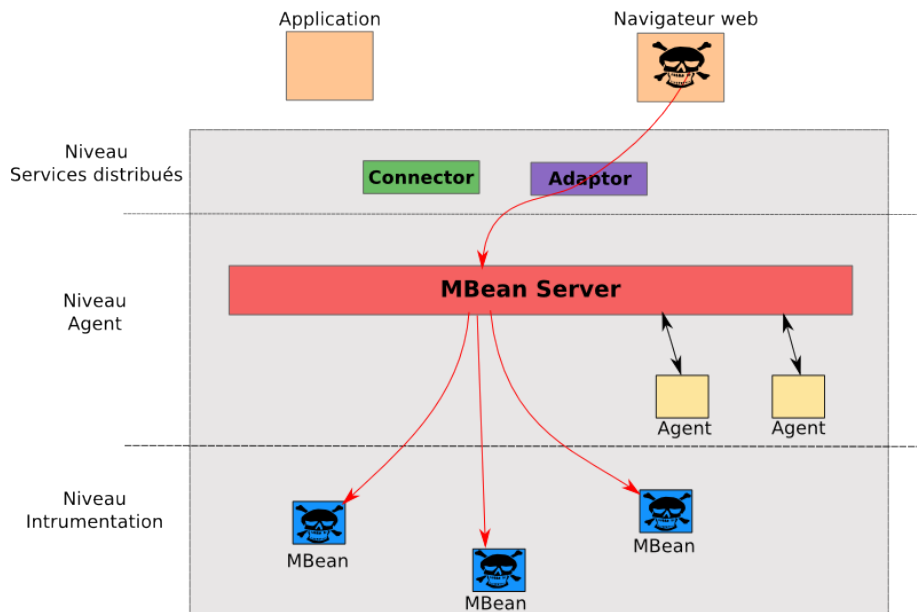 Application
Navigateur web
Niveau
Services distribués
Connector
Adaptor
MBean Server
Niveau
Agent
Agent
Agent
Niveau
Intrumentation
MBean
MBean
MBean